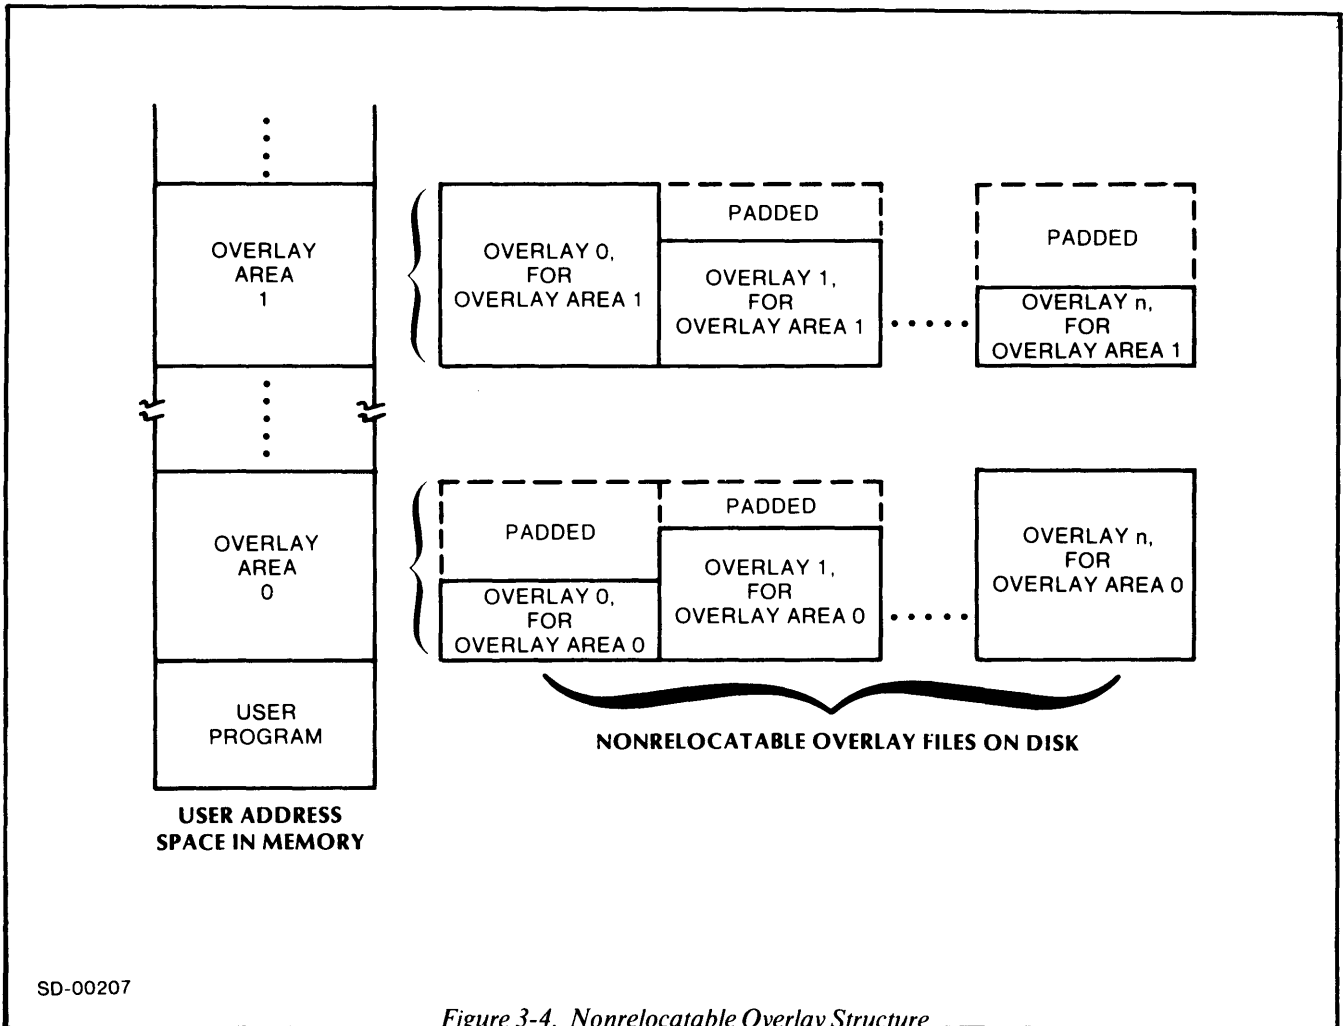 OVERLAY
AREA
1
OVERLAY 0,
FOR
OVERLAY AREA 1
PADDED
OVERLAY 1,
FOR
OVERLAY AREA 1
PADDED
OVERLAY n,
FOR
OVERLAY AREA 1
OVERLAY
AREA
0
PADDED
OVERLAY 0,
FOR
OVERLAY AREA 0
PADDED
OVERLAY 1,
FOR
OVERLAY AREA 0
OVERLAY n,
FOR
OVERLAY AREA 0
USER
PROGRAM
NONRELOCATABLE OVERLAY FILES ON DISK
USER ADDRESS
SPACE IN MEMORY
SD-00207
Figure 3-4. Nonrelocatable Overlay Structure